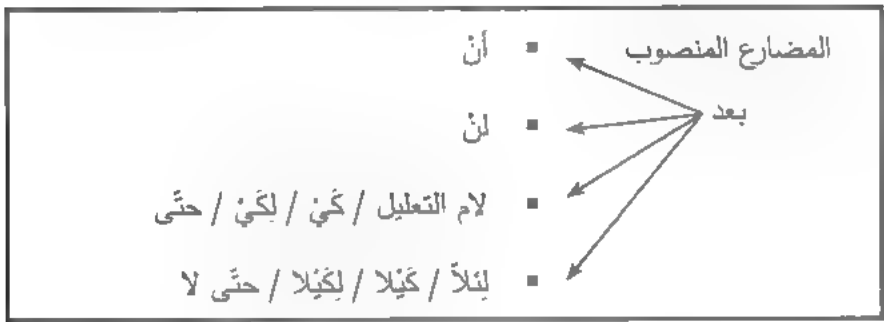 المضارع المنصوب ▪ أنْ
بعد ▪ لنْ
▪ لام التعليل / كَيْ / لِكَيْ / حتّى
▪ لِئلاّ / كَيْلا / لِكَيْلا / حتّى لا